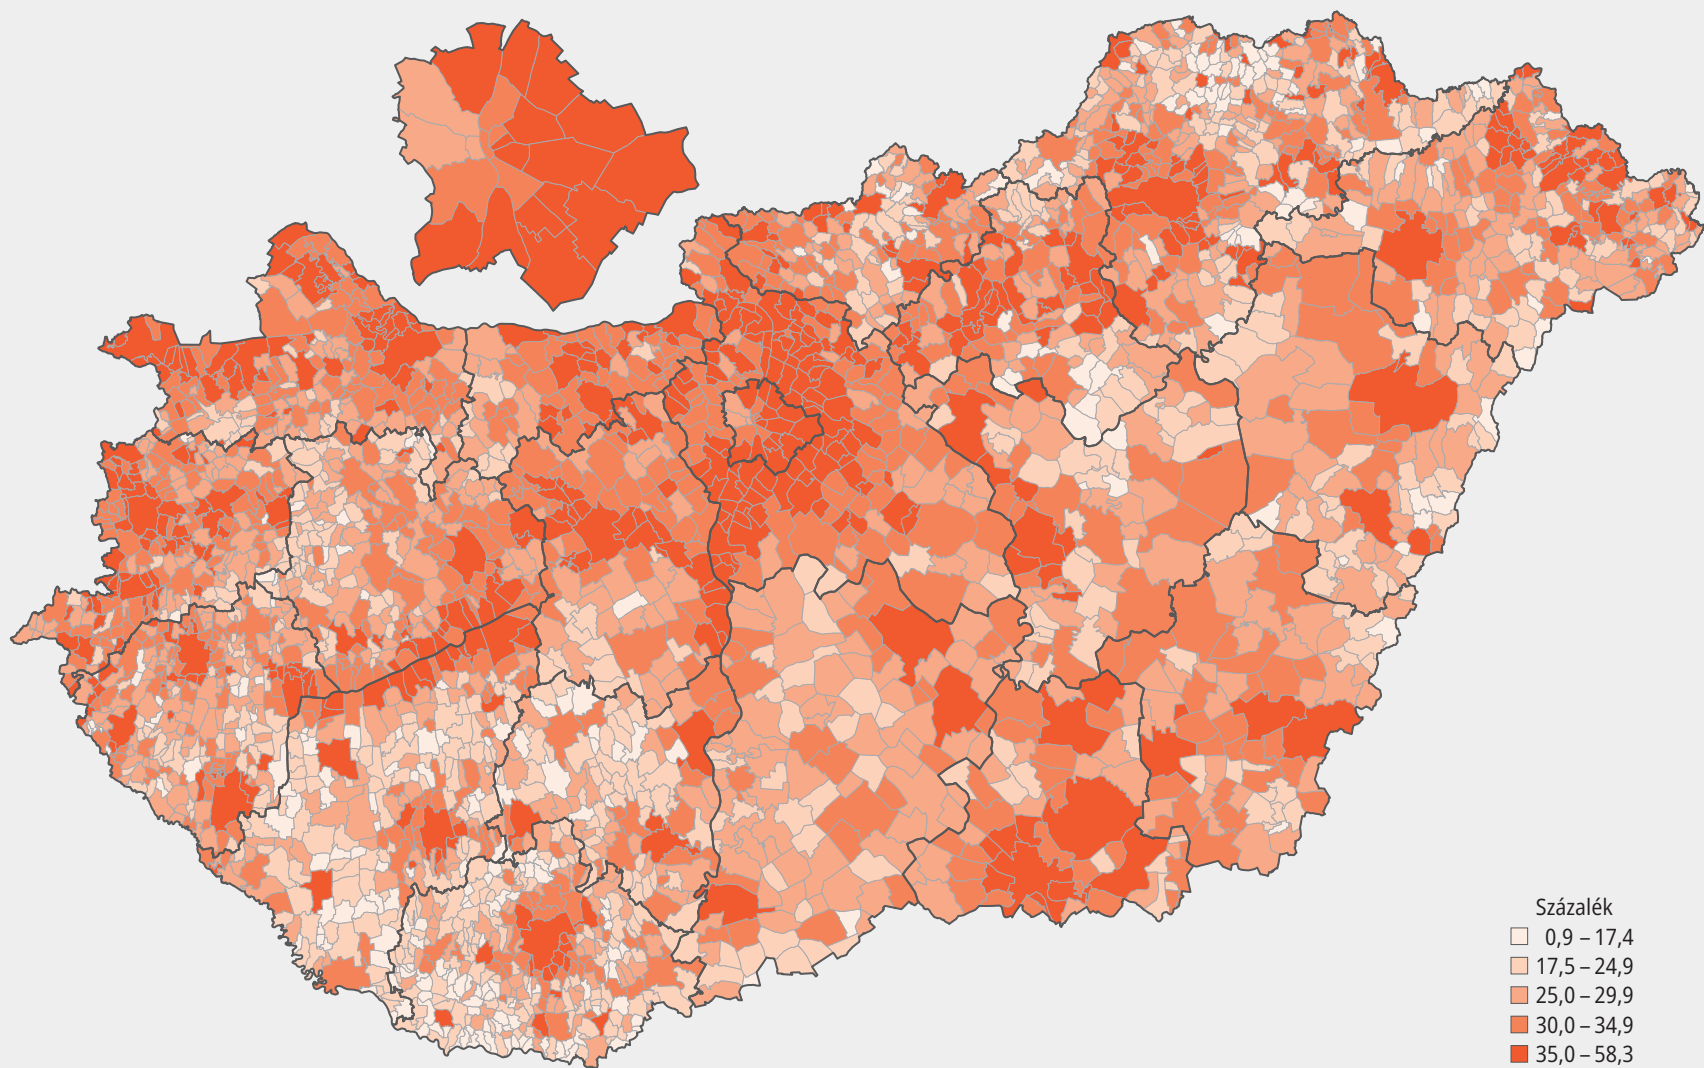 Százalék
0,9 – 17,4
17,5 – 24,9
25,0 – 29,9
30,0 – 34,9
35,0 – 58,3